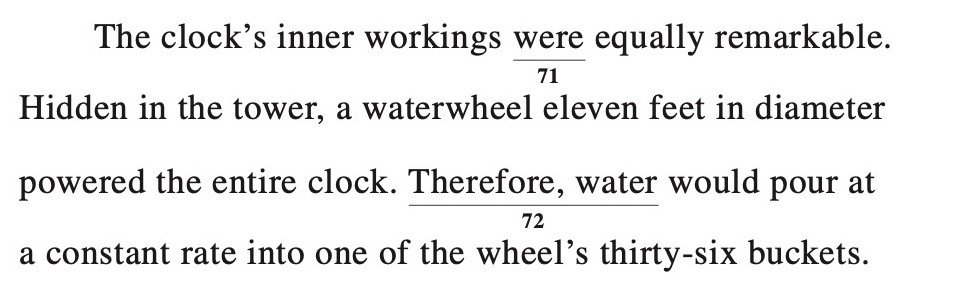 The clock’s inner workings were equally remarkable.
71
Hidden in the tower, a waterwheel eleven feet in diameter
powered the entire clock. Therefore, water would pour at
72
a constant rate into one of the wheel’s thirty-six buckets.